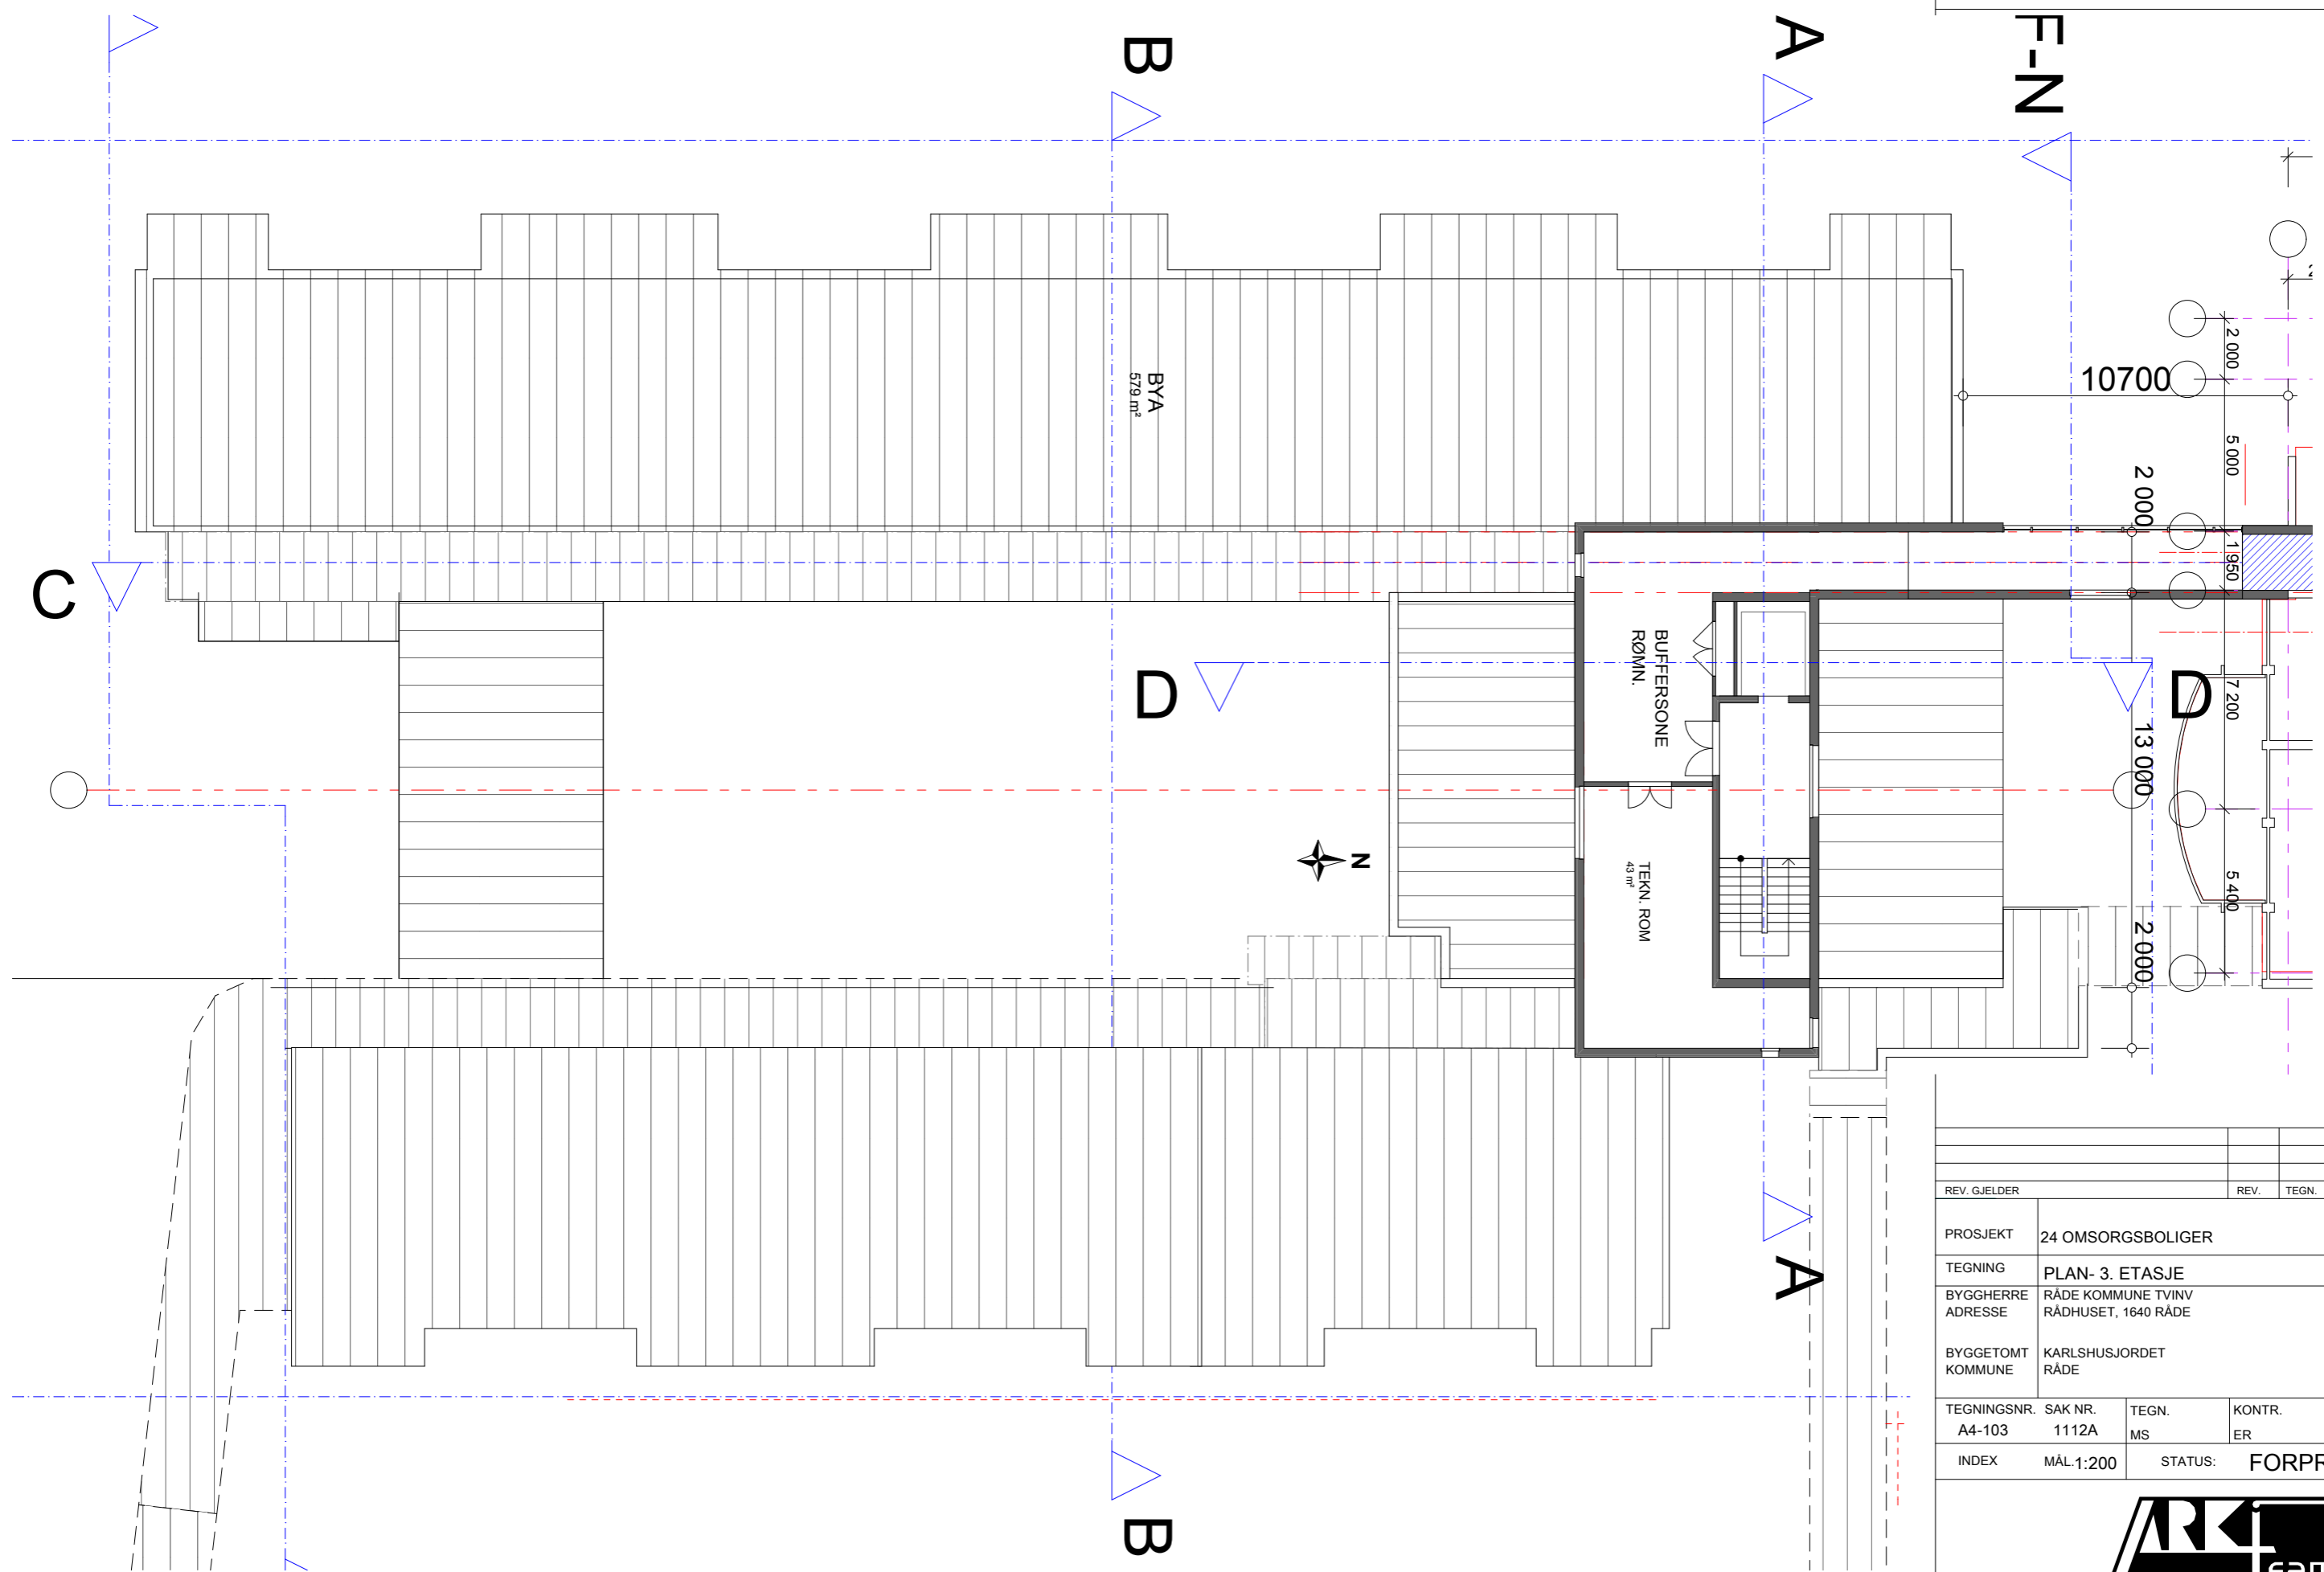 B
A
F-N
10700
2 000
5 000
2 000
1 950
BYA
579 m²
C
BUFFERSONE
RØMN.
D
D
7 200
13 000
N
TEKN. ROM
43 m²
5 400
2 000
A
B
REV. GJELDER REV. TEGN.
PROSJEKT 24 OMSORGSBOLIGER
TEGNING PLAN- 3. ETASJE
BYGGHERRE RÅDE KOMMUNE TVINV
ADRESSE RÅDHUSET, 1640 RÅDE
BYGGETOMT KARLSHUSJORDET
KOMMUNE RÅDE
TEGNINGSNR. SAK NR. TEGN. KONTR.
A4-103 1112A MS ER
INDEX MÅL.1:200 STATUS: FORPR
ARK